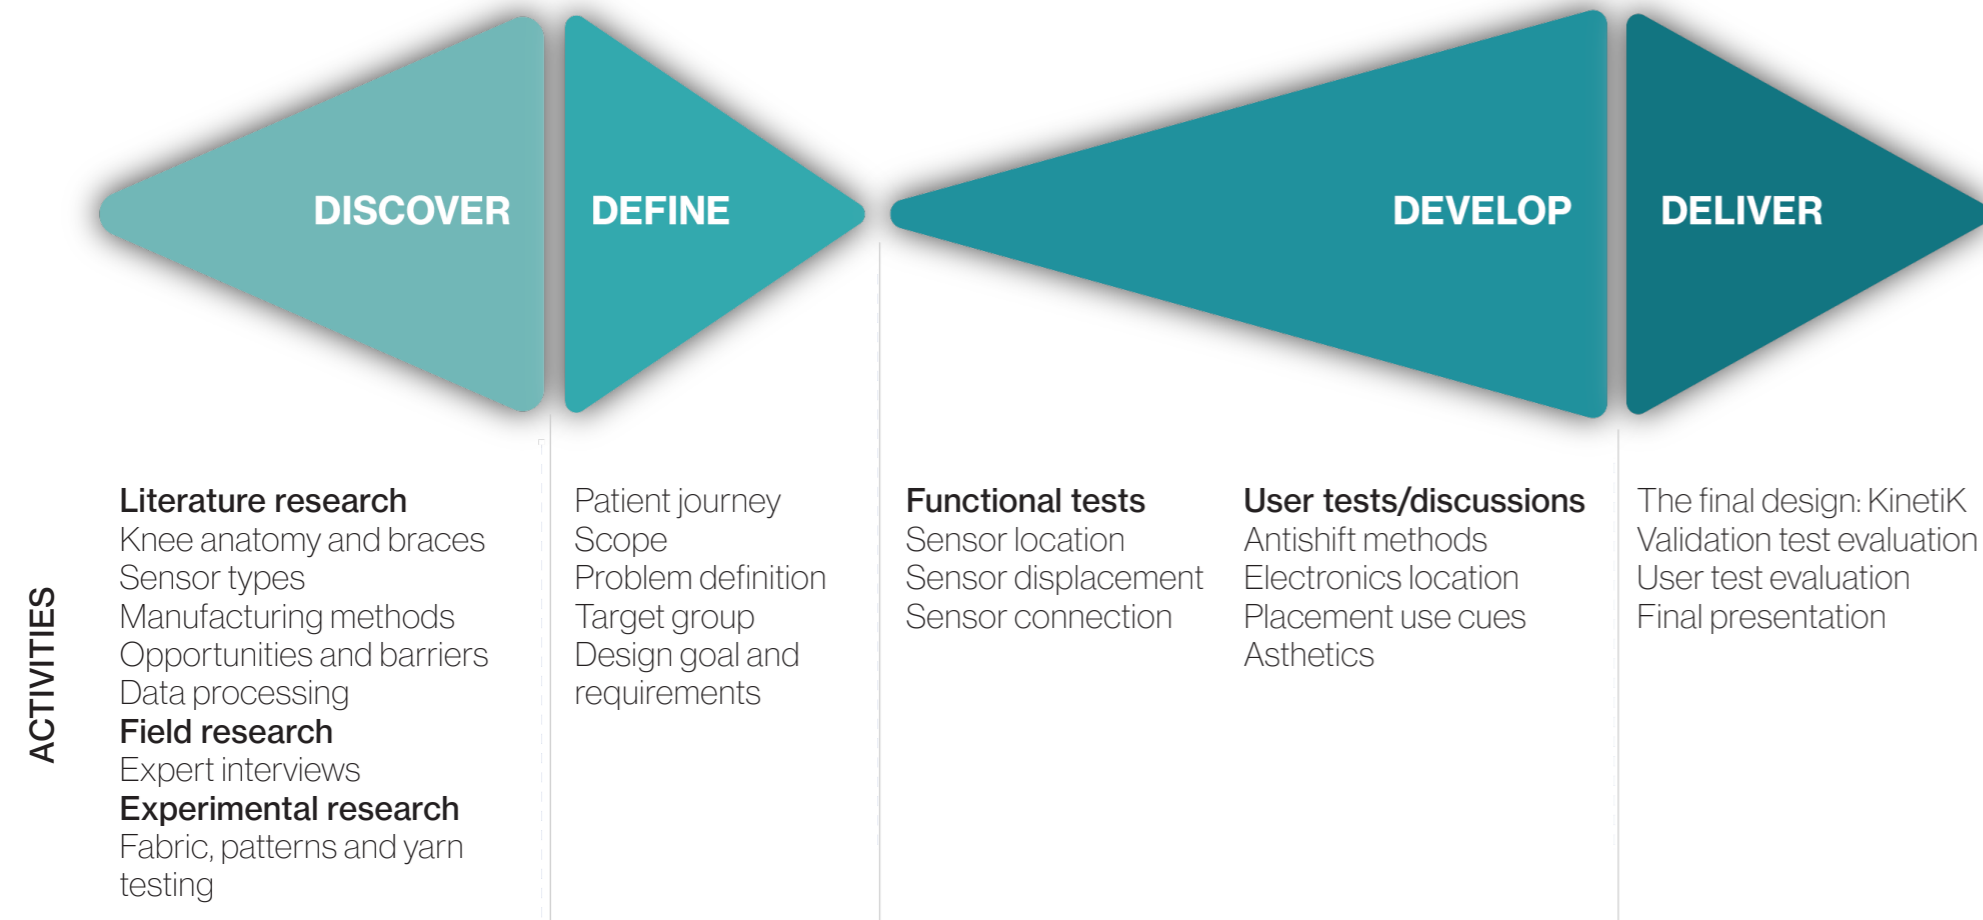 DISCOVER
DEFINE
DEVELOP
DELIVER
ACTIVITIES
Literature research
Knee anatomy and braces
Sensor types
Manufacturing methods
Opportunities and barriers
Data processing
Field research
Expert interviews
Experimental research
Fabric, patterns and yarn
testing
Patient journey
Scope
Problem definition
Target group
Design goal and
requirements
Functional tests
Sensor location
Sensor displacement
Sensor connection
User tests/discussions
Antishift methods
Electronics location
Placement use cues
Asthetics
The final design: KinetiK
Validation test evaluation
User test evaluation
Final presentation